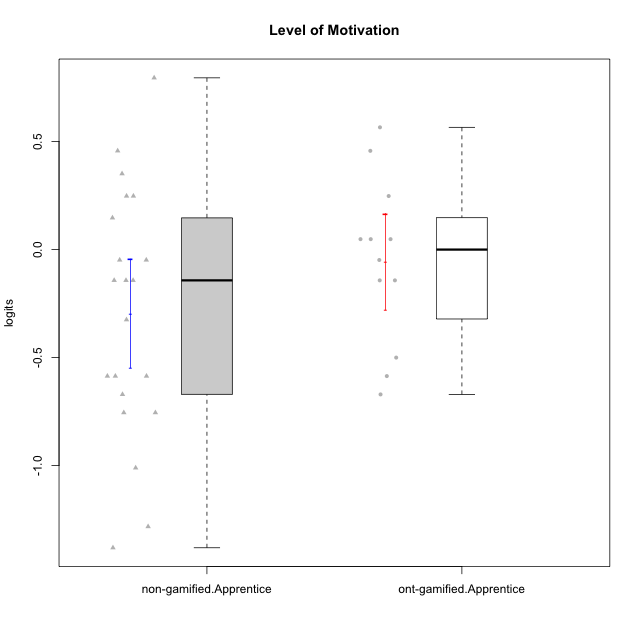 Level of Motivation
logits
0.5
0.0
-0.5
-1.0
non-gamified.Apprentice
ont-gamified.Apprentice